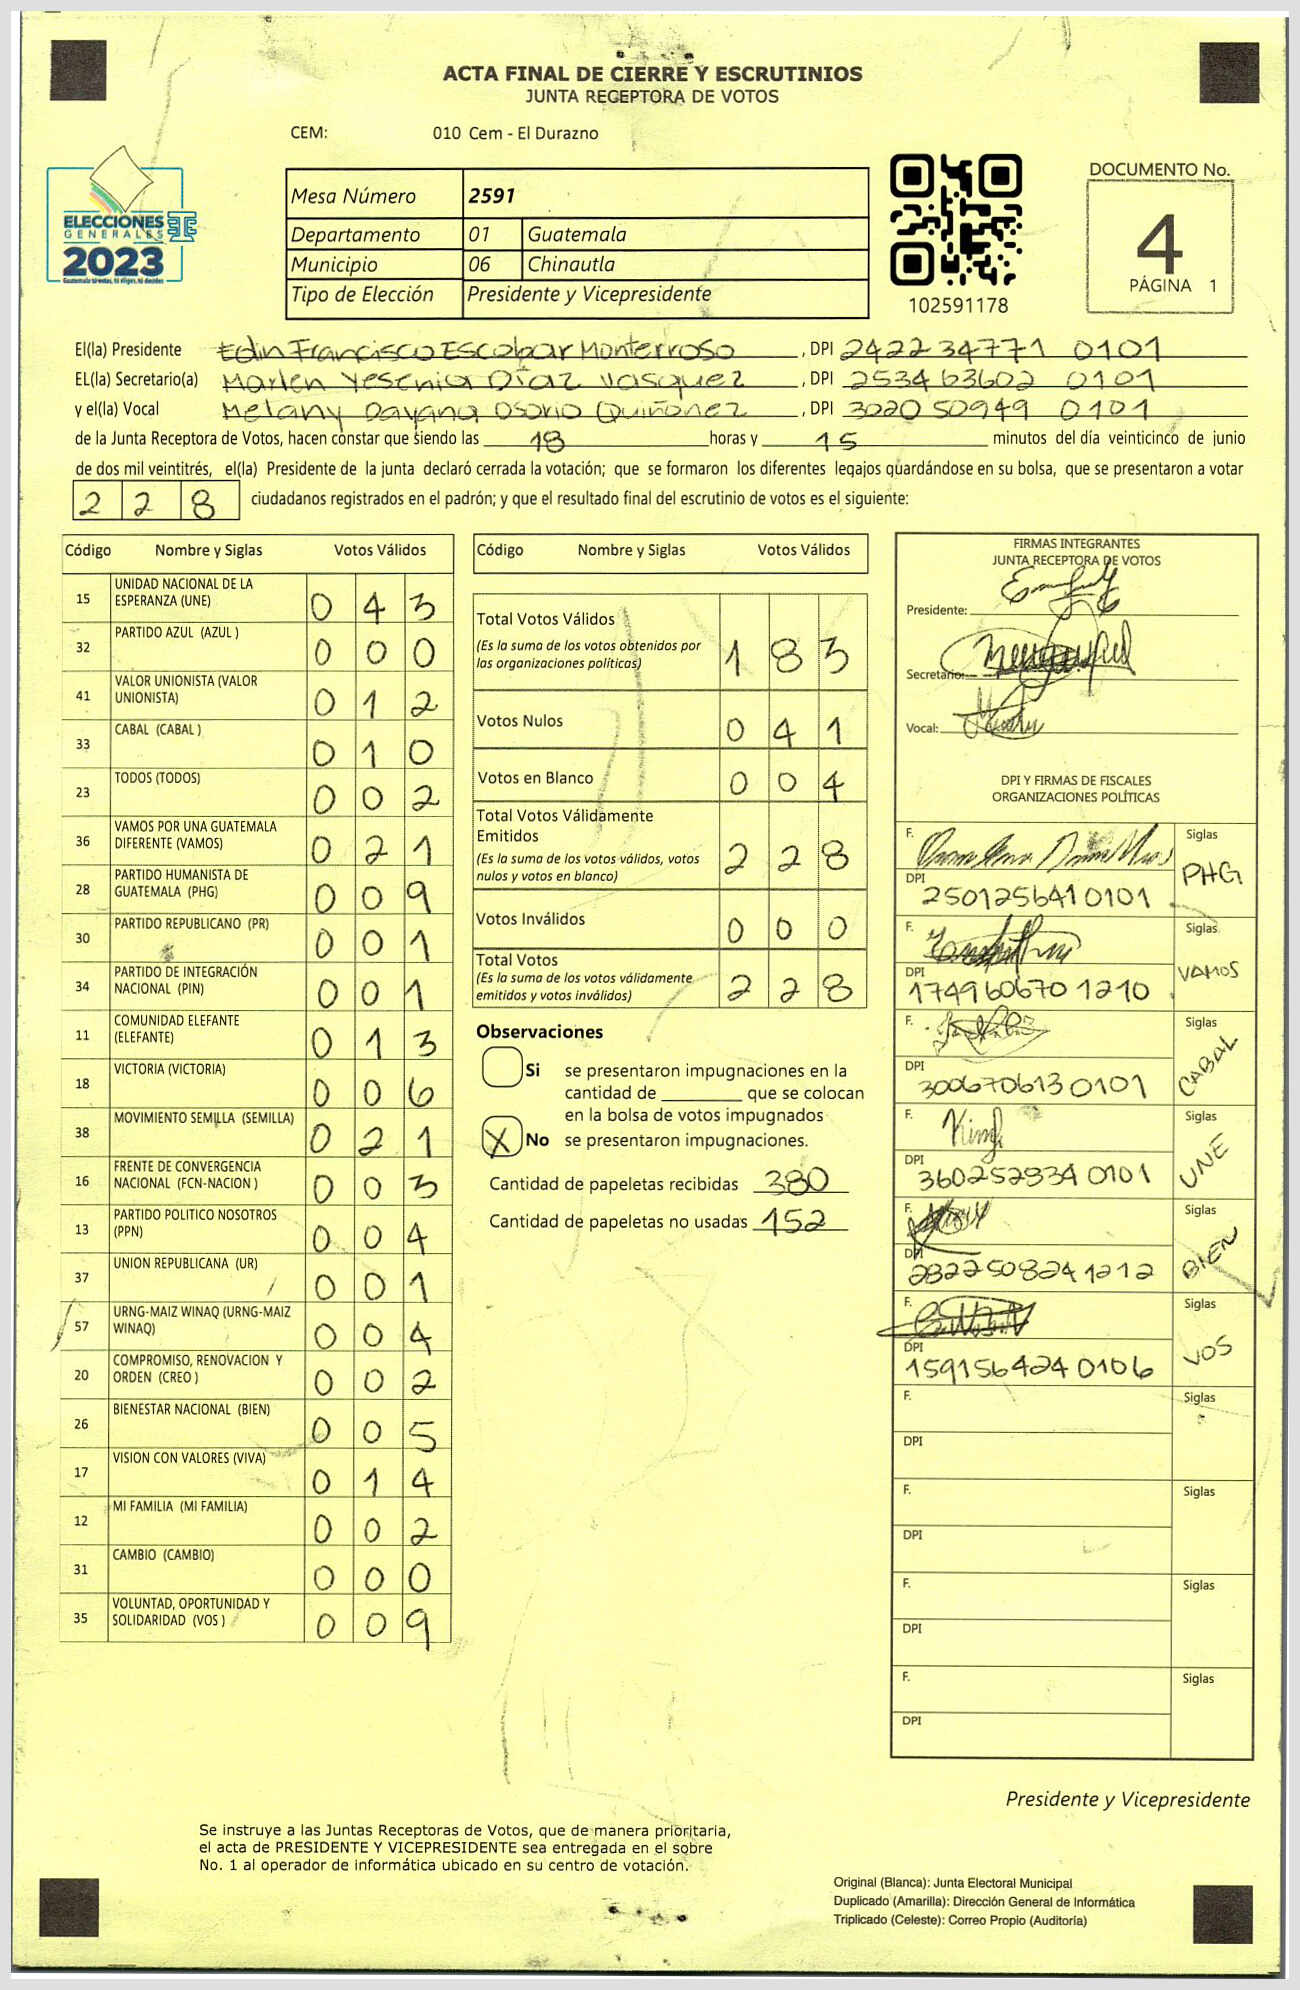 ACTA FINAL DE CIERRE Y ESCRUTINIOS
JUNTA RECEPTORA DE VOTOS
CEM: 010 Cem - El Durazno
ELECCIONES
GENERALES
2023
Guatemala tú estas, tú eliges, tú decides
Mesa Número 2591
Departamento 01 Guatemala
Municipio 06 Chinautla
Tipo de Elección Presidente y Vicepresidente
102591178
DOCUMENTO No.
4
PÁGINA 1
El(la) Presidente Edin Francisco Escobar Monterroso, DPI 2422 34771 0101
EL(la) Secretario(a) Marlen Yesenia Díaz Vasquez, DPI 2534 63602 0101
y el(la) Vocal Melany Dayana Osorio Quiñonez, DPI 3020 50949 0101
de la Junta Receptora de Votos, hacen constar que siendo las 18 horas y 15 minutos del día veinticinco de junio
de dos mil veintitrés, el(la) Presidente de la junta declaró cerrada la votación; que se formaron los diferentes legajos guardándose en su bolsa, que se presentaron a votar
2 2 8 ciudadanos registrados en el padrón; y que el resultado final del escrutinio de votos es el siguiente:
Código Nombre y Siglas Votos Válidos
15 UNIDAD NACIONAL DE LA ESPERANZA (UNE) 0 4 3
32 PARTIDO AZUL (AZUL ) 0 0 0
41 VALOR UNIONISTA (VALOR UNIONISTA) 0 1 2
33 CABAL (CABAL ) 0 1 0
23 TODOS (TODOS) 0 0 2
36 VAMOS POR UNA GUATEMALA DIFERENTE (VAMOS) 0 2 1
28 PARTIDO HUMANISTA DE GUATEMALA (PHG) 0 0 9
30 PARTIDO REPUBLICANO (PR) 0 0 1
34 PARTIDO DE INTEGRACIÓN NACIONAL (PIN) 0 0 1
11 COMUNIDAD ELEFANTE (ELEFANTE) 0 1 3
18 VICTORIA (VICTORIA) 0 0 6
38 MOVIMIENTO SEMILLA (SEMILLA) 0 2 1
16 FRENTE DE CONVERGENCIA NACIONAL (FCN-NACION ) 0 0 3
13 PARTIDO POLITICO NOSOTROS (PPN) 0 0 4
37 UNION REPUBLICANA (UR) 0 0 1
57 URNG-MAIZ WINAQ (URNG-MAIZ WINAQ) 0 0 4
20 COMPROMISO, RENOVACION Y ORDEN (CREO ) 0 0 2
26 BIENESTAR NACIONAL (BIEN) 0 0 5
17 VISION CON VALORES (VIVA) 0 1 4
12 MI FAMILIA (MI FAMILIA) 0 0 2
31 CAMBIO (CAMBIO) 0 0 0
35 VOLUNTAD, OPORTUNIDAD Y SOLIDARIDAD (VOS ) 0 0 9
Código Nombre y Siglas Votos Válidos
Total Votos Válidos
(Es la suma de los votos obtenidos por
las organizaciones políticas) 1 8 3
Votos Nulos 0 4 1
Votos en Blanco 0 0 4
Total Votos Válidamente
Emitidos
(Es la suma de los votos válidos, votos
nulos y votos en blanco) 2 2 8
Votos Inválidos 0 0 0
Total Votos
(Es la suma de los votos válidamente
emitidos y votos inválidos) 2 2 8
Observaciones
Si se presentaron impugnaciones en la
cantidad de ________ que se colocan
en la bolsa de votos impugnados
X No se presentaron impugnaciones.
Cantidad de papeletas recibidas 380
Cantidad de papeletas no usadas 152
FIRMAS INTEGRANTES
JUNTA RECEPTORA DE VOTOS
Presidente:
Secretario:
Vocal:
DPI Y FIRMAS DE FISCALES
ORGANIZACIONES POLÍTICAS
F. Siglas PHG
DPI 250125641 0101
F. Siglas VAMOS
DPI 174960670 1210
F. Siglas CABAL
DPI 300670613 0101
F. Siglas UNE
DPI 360252334 0101
F. Siglas BIEN
DPI 232250824 1212
F. Siglas VOS
DPI 159156424 0106
F. Siglas
DPI
F. Siglas
DPI
F. Siglas
DPI
F. Siglas
DPI
Presidente y Vicepresidente
Se instruye a las Juntas Receptoras de Votos, que de manera prioritaria,
el acta de PRESIDENTE Y VICEPRESIDENTE sea entregada en el sobre
No. 1 al operador de informática ubicado en su centro de votación.
Original (Blanca): Junta Electoral Municipal
Duplicado (Amarilla): Dirección General de Informática
Triplicado (Celeste): Correo Propio (Auditoría)